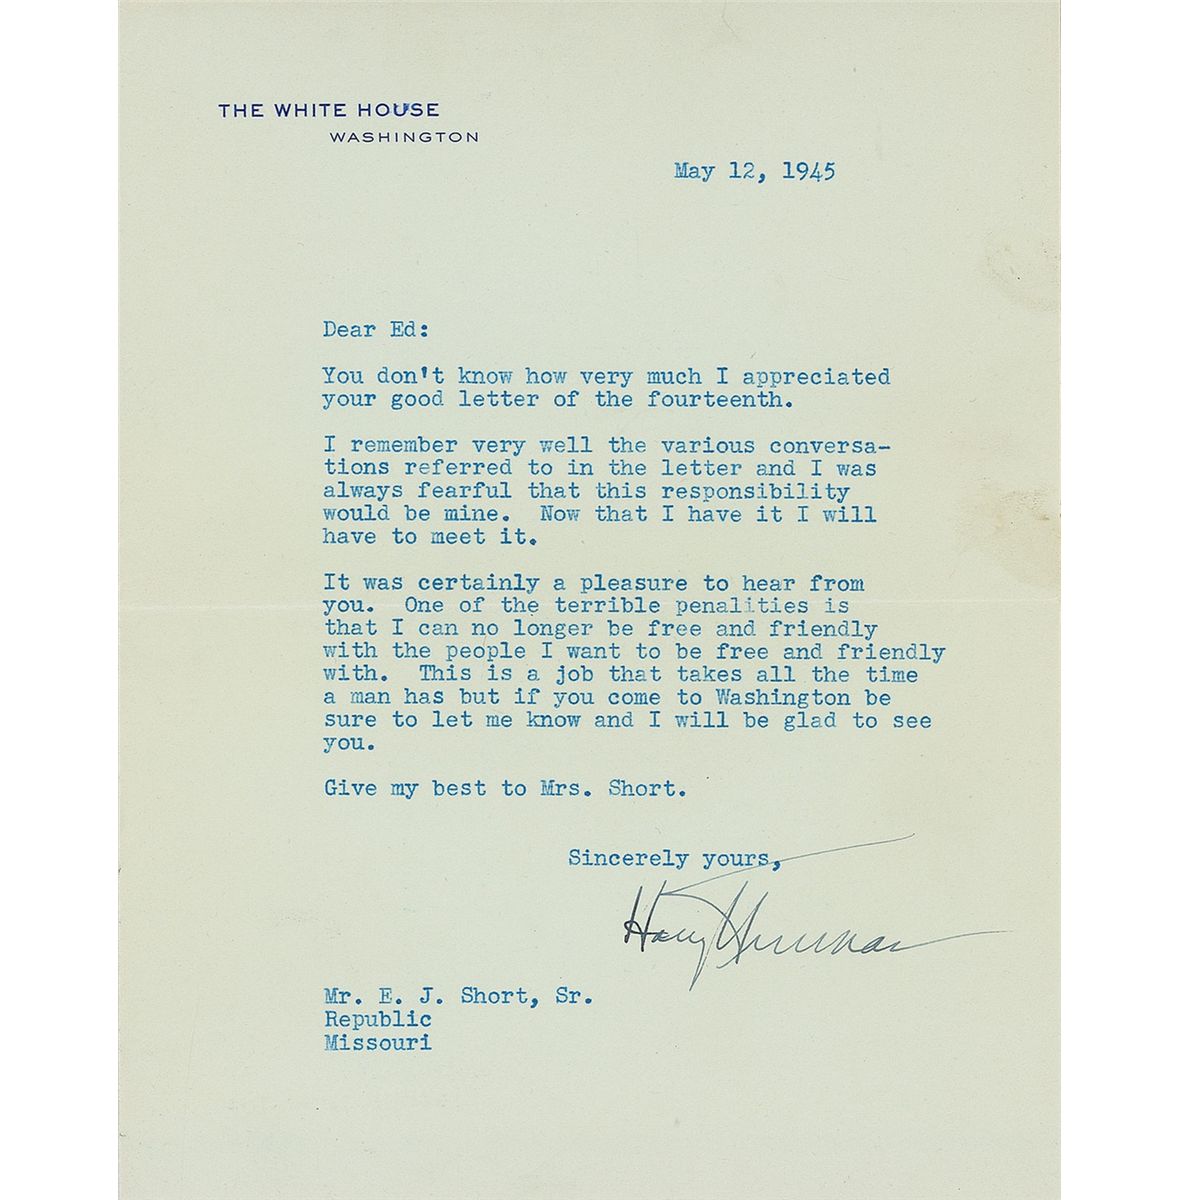 THE WHITE HOUSE
WASHINGTON
May 12, 1945
Dear Ed:
You don't know how very much I appreciated
your good letter of the fourteenth.
I remember very well the various conversa-
tions referred to in the letter and I was
always fearful that this responsibility
would be mine. Now that I have it I will
have to meet it.
It was certainly a pleasure to hear from
you. One of the terrible penalities is
that I can no longer be free and friendly
with the people I want to be free and friendly
with. This is a job that takes all the time
a man has but if you come to Washington be
sure to let me know and I will be glad to see
you.
Give my best to Mrs. Short.
Sincerely yours,
Harry Truman
Mr. E. J. Short, Sr.
Republic
Missouri